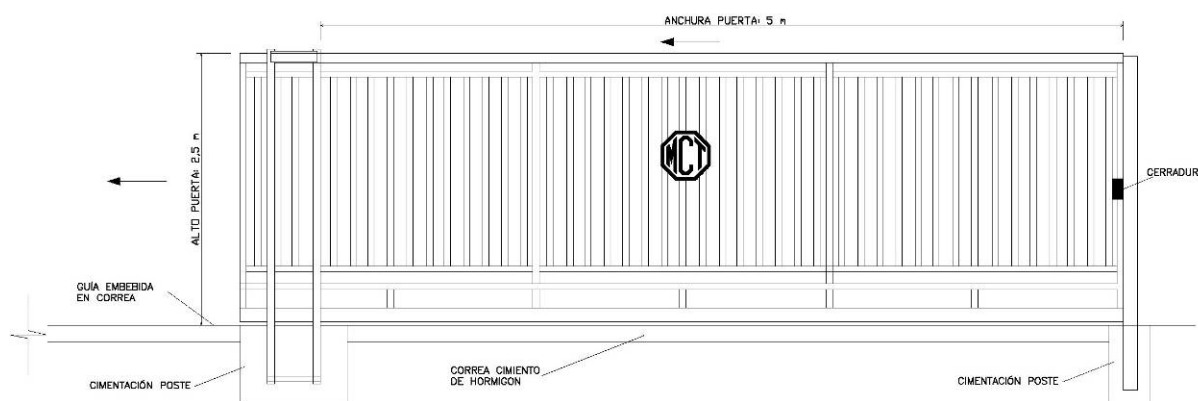 ANCHURA PUERTA: 5 m
ALTO PUERTA: 2,5 m
MCT
CERRADUR
GUÍA EMBEBIDA
EN CORREA
CORREA CIMIENTO
DE HORMIGON
CIMENTACIÓN POSTE
CIMENTACIÓN POSTE